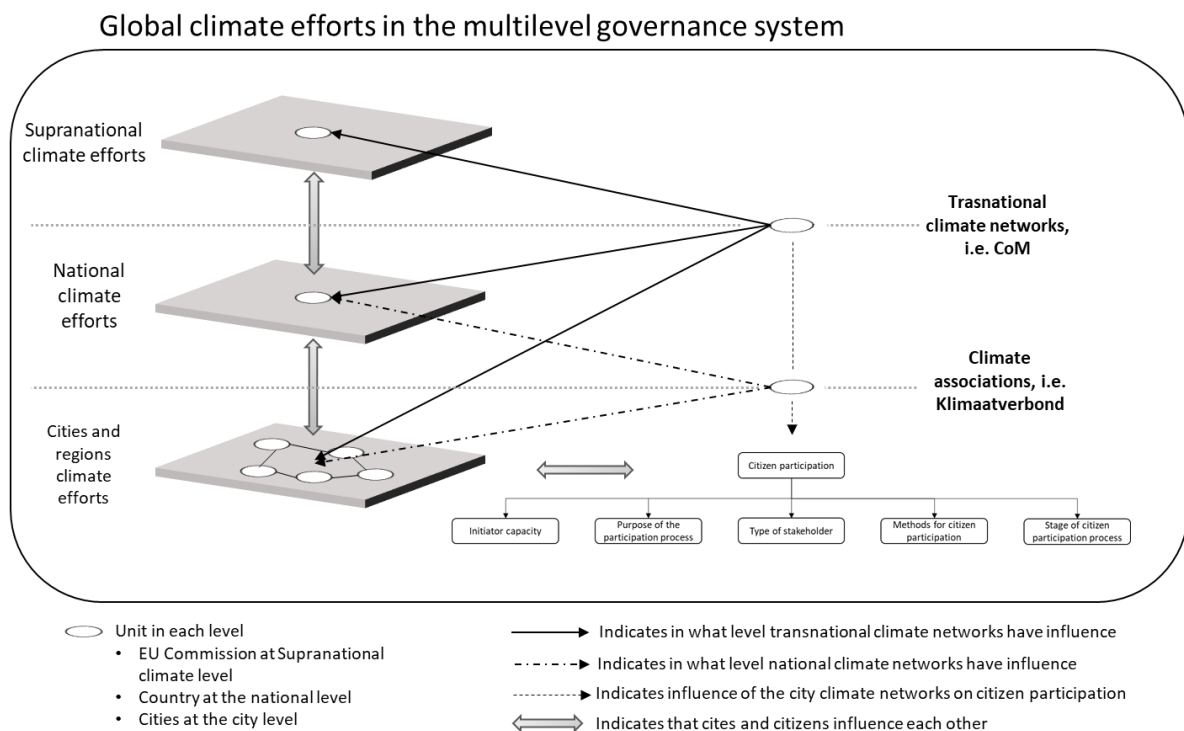 Global climate efforts in the multilevel governance system
Supranational
climate efforts
Trasnational
climate networks,
i.e. CoM
National
climate
efforts
Climate
associations, i.e.
Klimaatverbond
Cities and
regions
climate
efforts
Citizen participation
Initiator capacity
Purpose of the
participation process
Type of stakeholder
Methods for citizen
participation
Stage of citizen
participation process
Unit in each level
• EU Commission at Supranational
climate level
• Country at the national level
• Cities at the city level
Indicates in what level transnational climate networks have influence
Indicates in what level national climate networks have influence
Indicates influence of the city climate networks on citizen participation
Indicates that cites and citizens influence each other